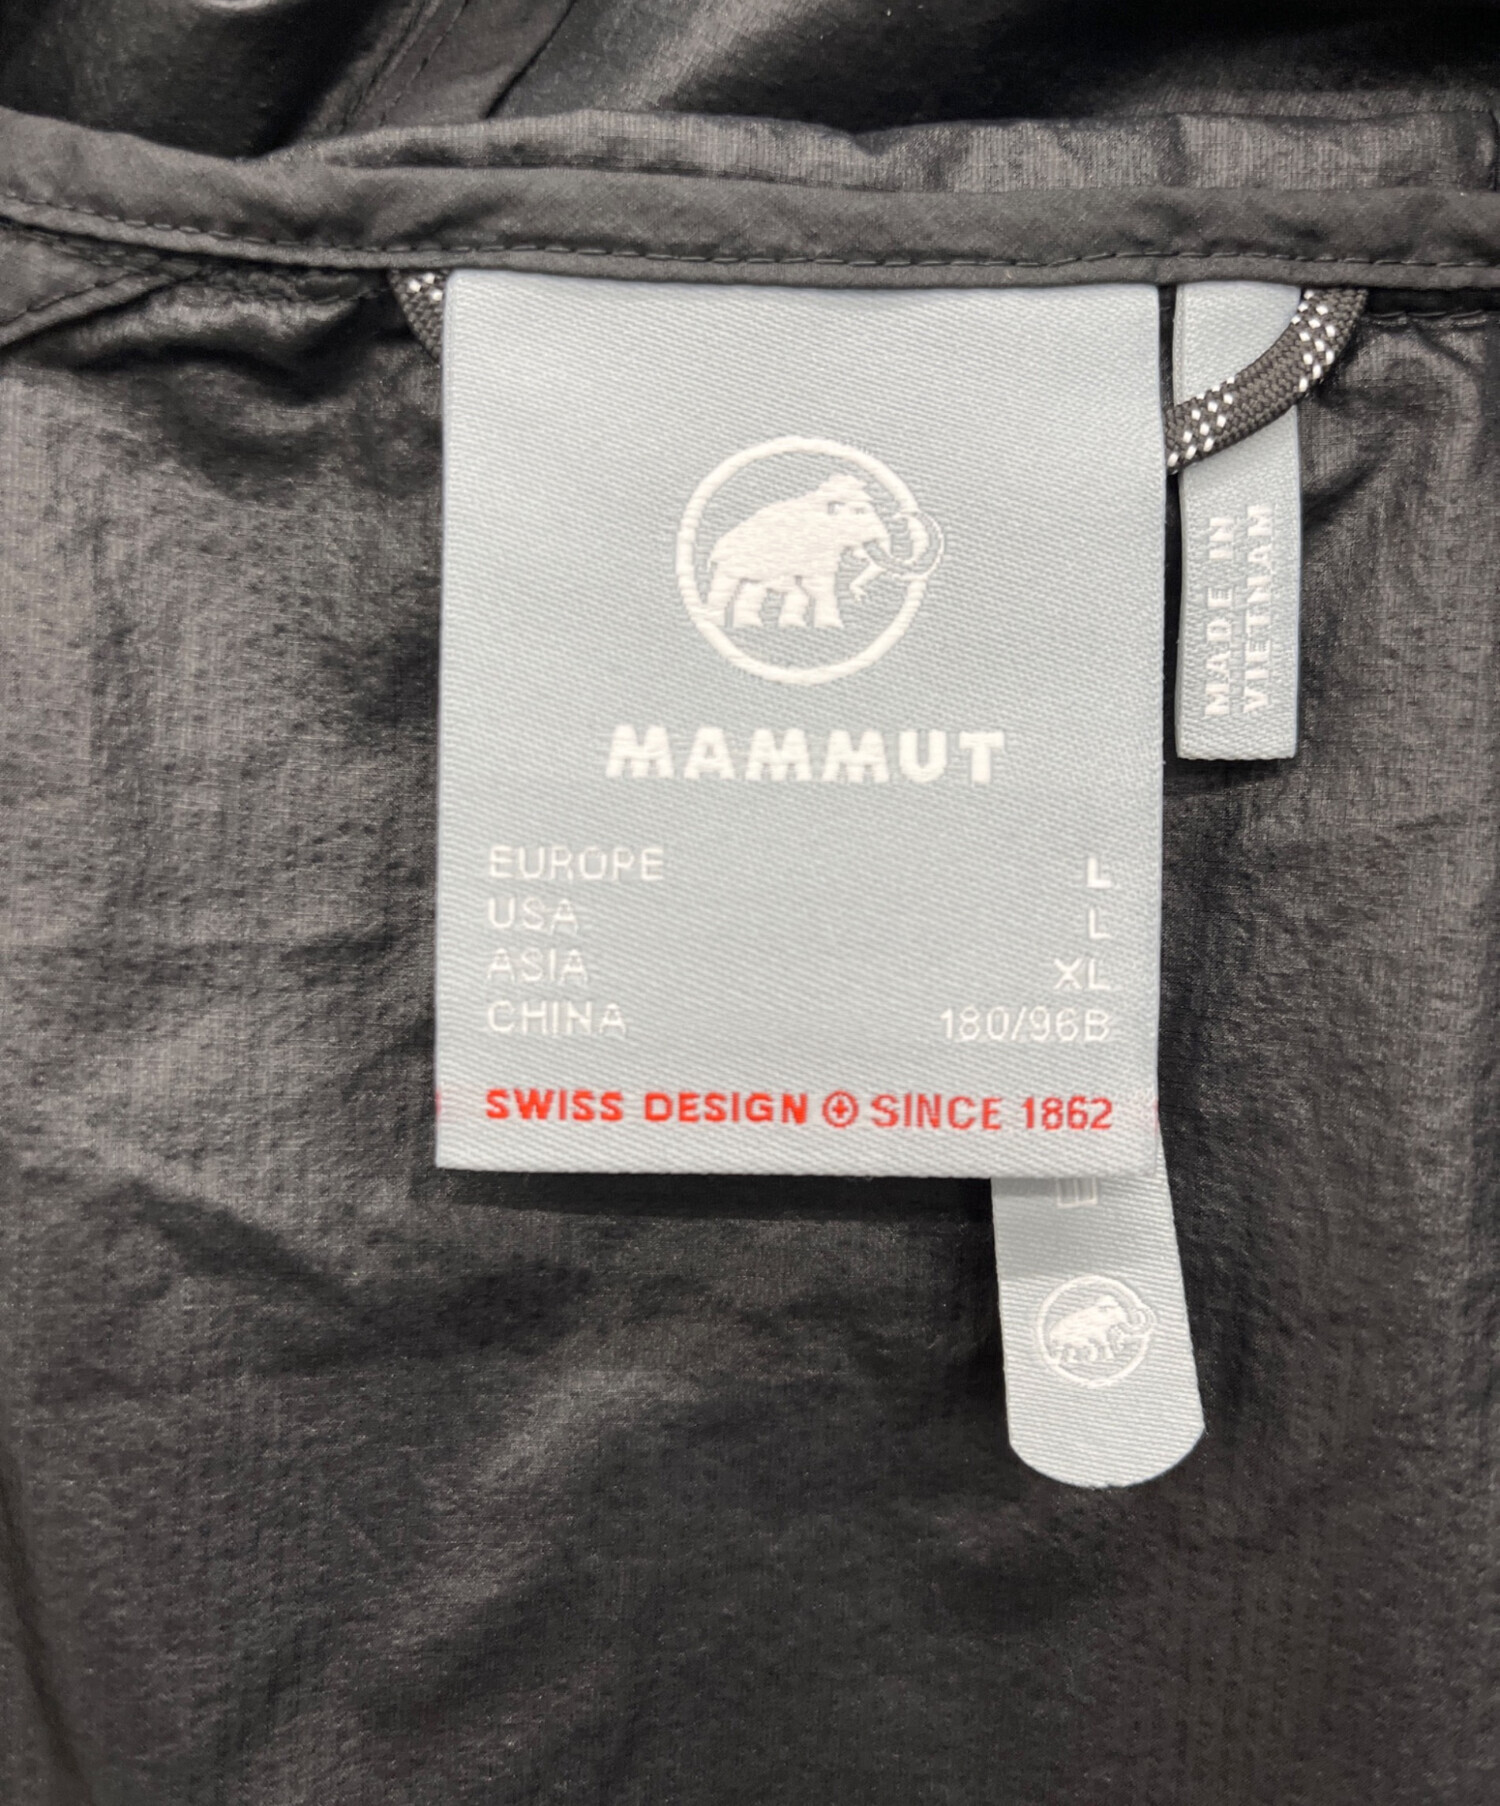 MAMMUT
EUROPE L
USA L
ASIA XL
CHINA 180/96B
SWISS DESIGN SINCE 1862
MADE IN
VIETNAM